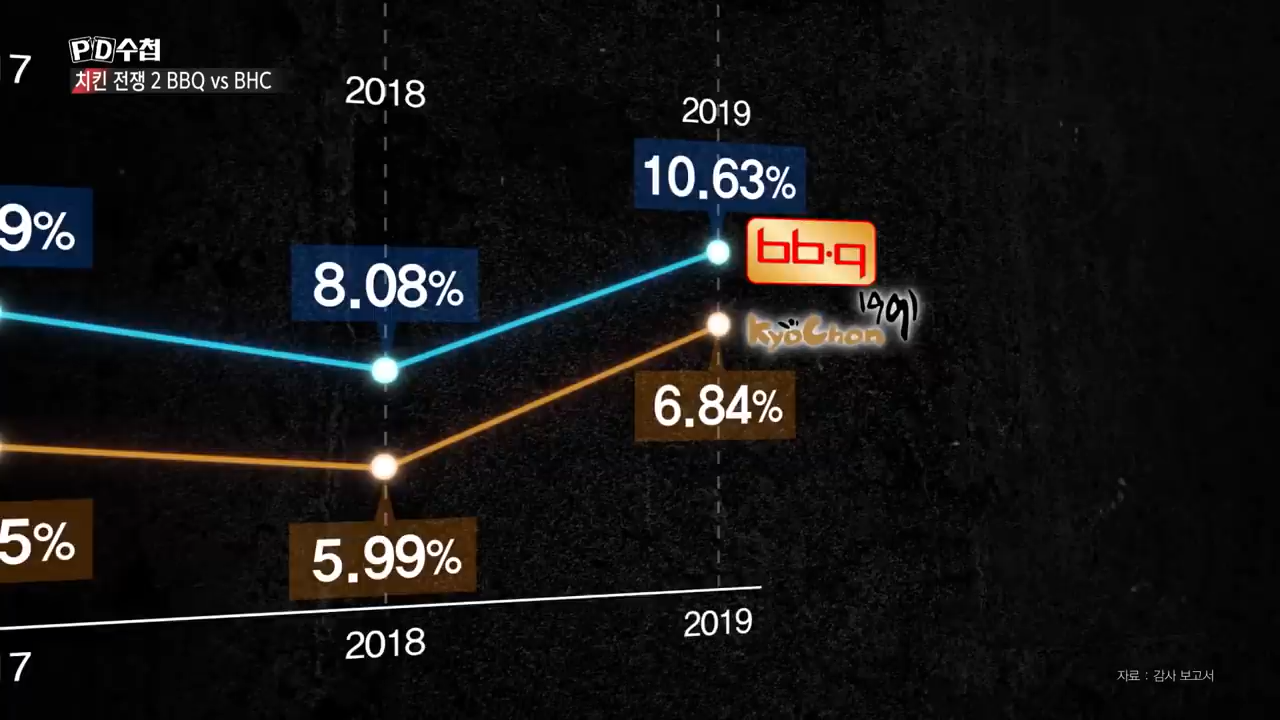 PD수첩
치킨 전쟁 2 BBQ vs BHC
7
2018
2019
9%
8.08%
10.63%
bb.q
1991
KyoChon
5%
5.99%
6.84%
7
2018
2019
자료 : 감사 보고서